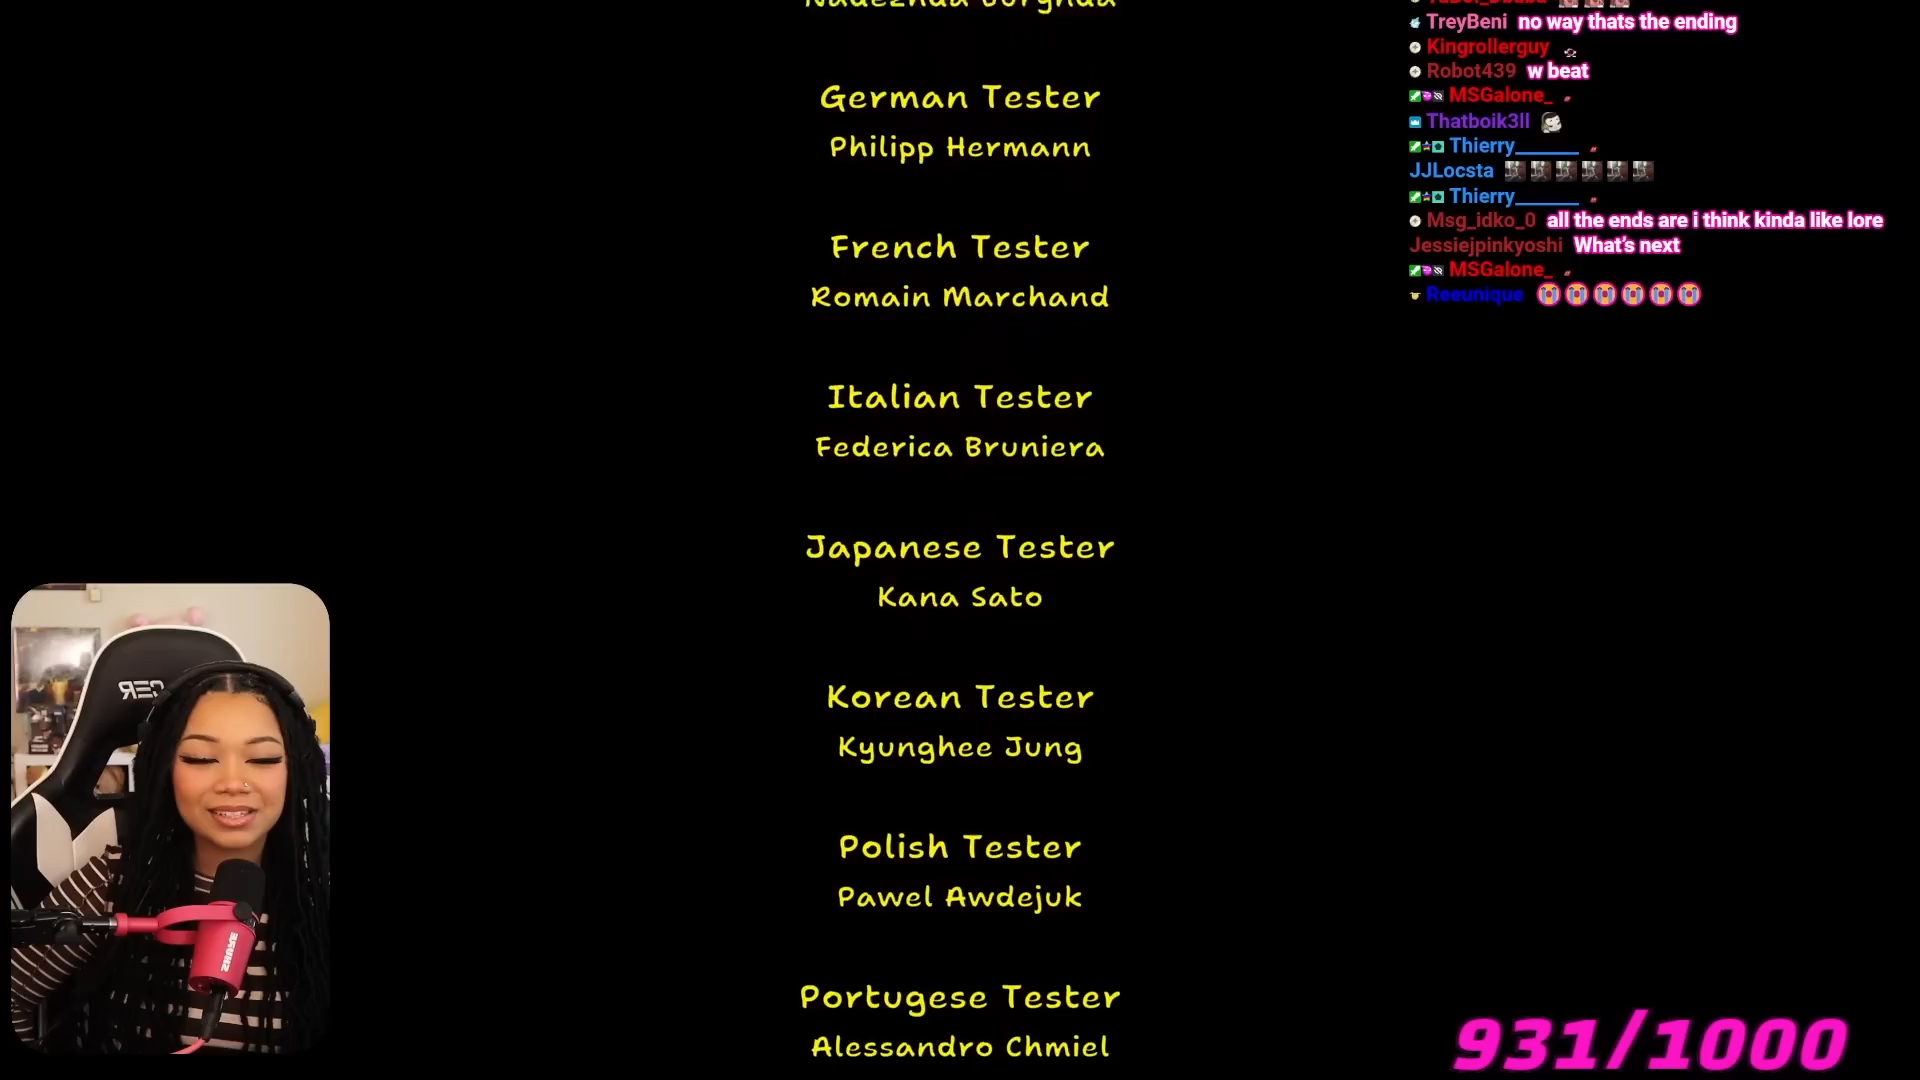 German Tester
Philipp Hermann
French Tester
Romain Marchand
Italian Tester
Federica Bruniera
Japanese Tester
Kana Sato
Korean Tester
Kyunghee Jung
Polish Tester
Pawel Awdejuk
Portugese Tester
Alessandro Chmiel
TreyBeni no way thats the ending
Kingrollerguy
Robot439 w beat
MSGalone_
Thatboik3ll
Thierry_______
JJLocsta
Thierry_______
Msg_idko_0 all the ends are i think kinda like lore
Jessiejpinkyoshi What's next
MSGalone_
Reeunique
931/1000